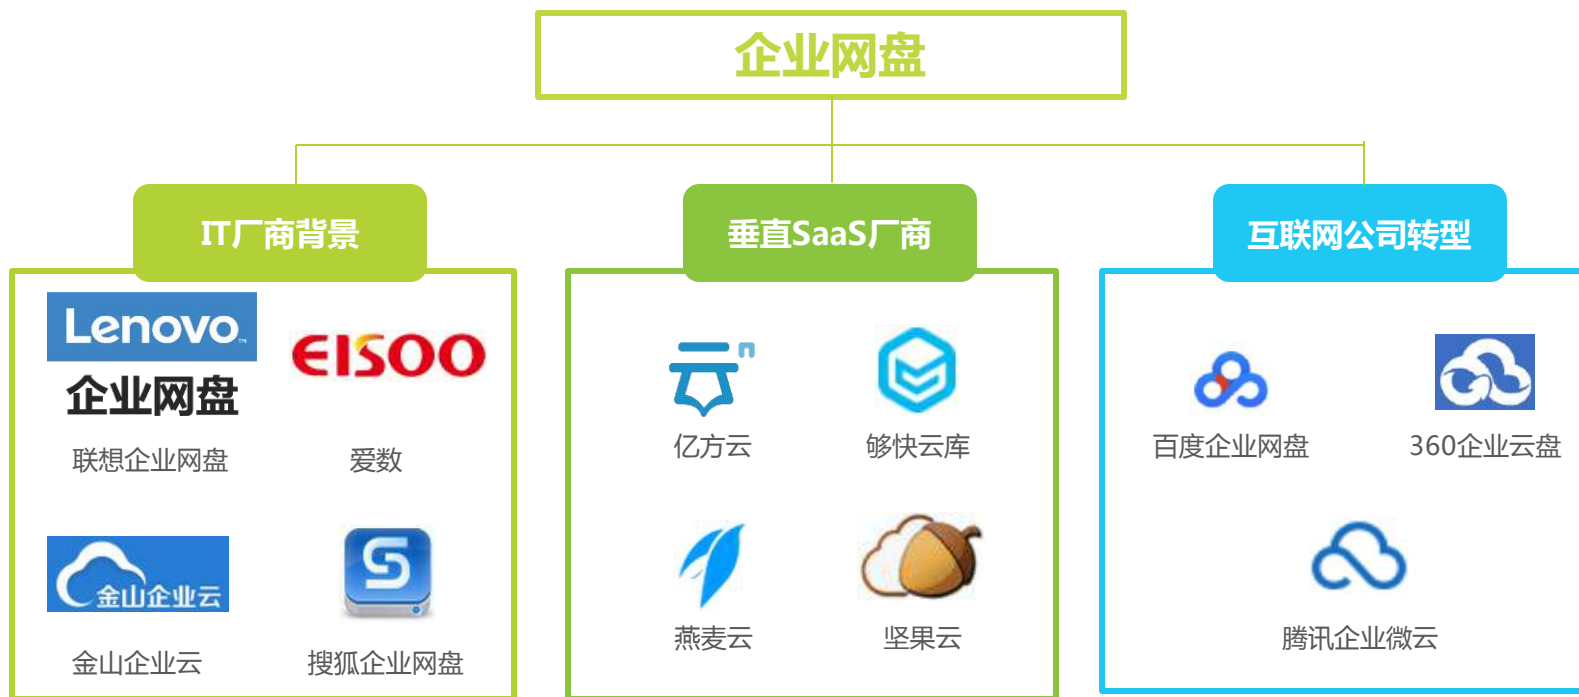 企业网盘
IT厂商背景
垂直SaaS厂商
互联网公司转型
Lenovo™
企业网盘
EISOO
联想企业网盘
爱数
金山企业云
金山企业云
搜狐企业网盘
亿方云
够快云库
燕麦云
坚果云
百度企业网盘
360企业云盘
腾讯企业微云